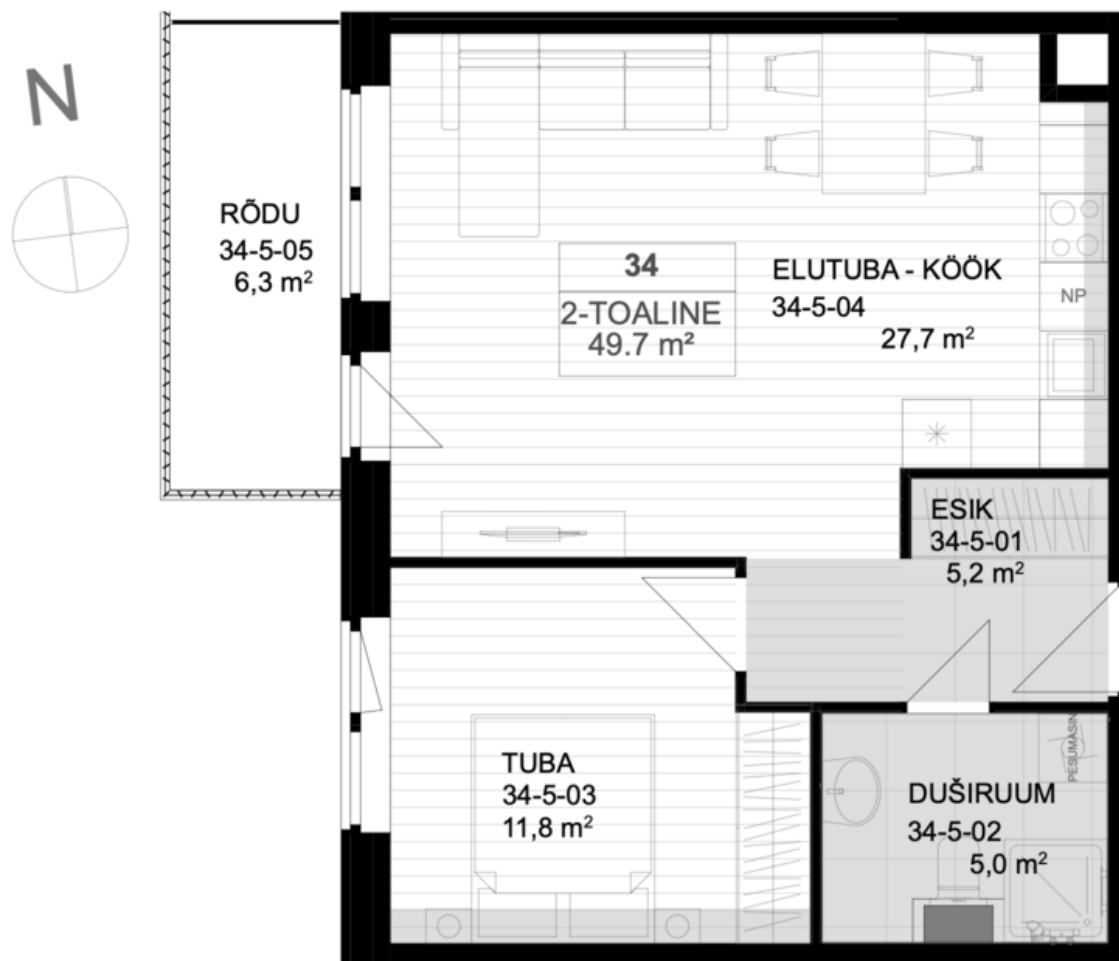 N
RÕDU
34-5-05
6,3 m²
34
2-TOALINE
49.7 m²
ELUTUBA - KÖÖK
34-5-04
27,7 m²
NP
ESIK
34-5-01
5,2 m²
TUBA
34-5-03
11,8 m²
PESUMASIN
DUŠIRUUM
34-5-02
5,0 m²